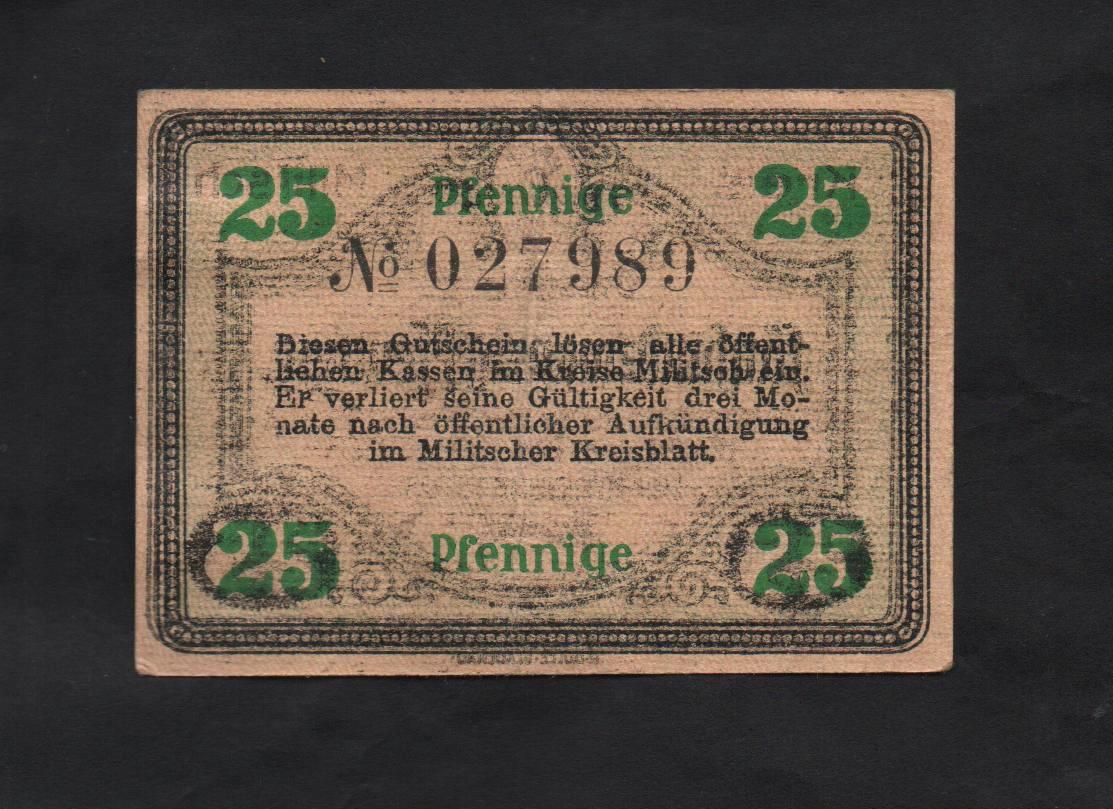 25 Pfennige 25
No 027989
Diesen Gutschein lösen alle öffent-
lichen Kassen im Kreise Militsch ein.
Er verliert seine Gültigkeit drei Mo-
nate nach öffentlicher Aufkündigung
im Militscher Kreisblatt.
25 Pfennige 25